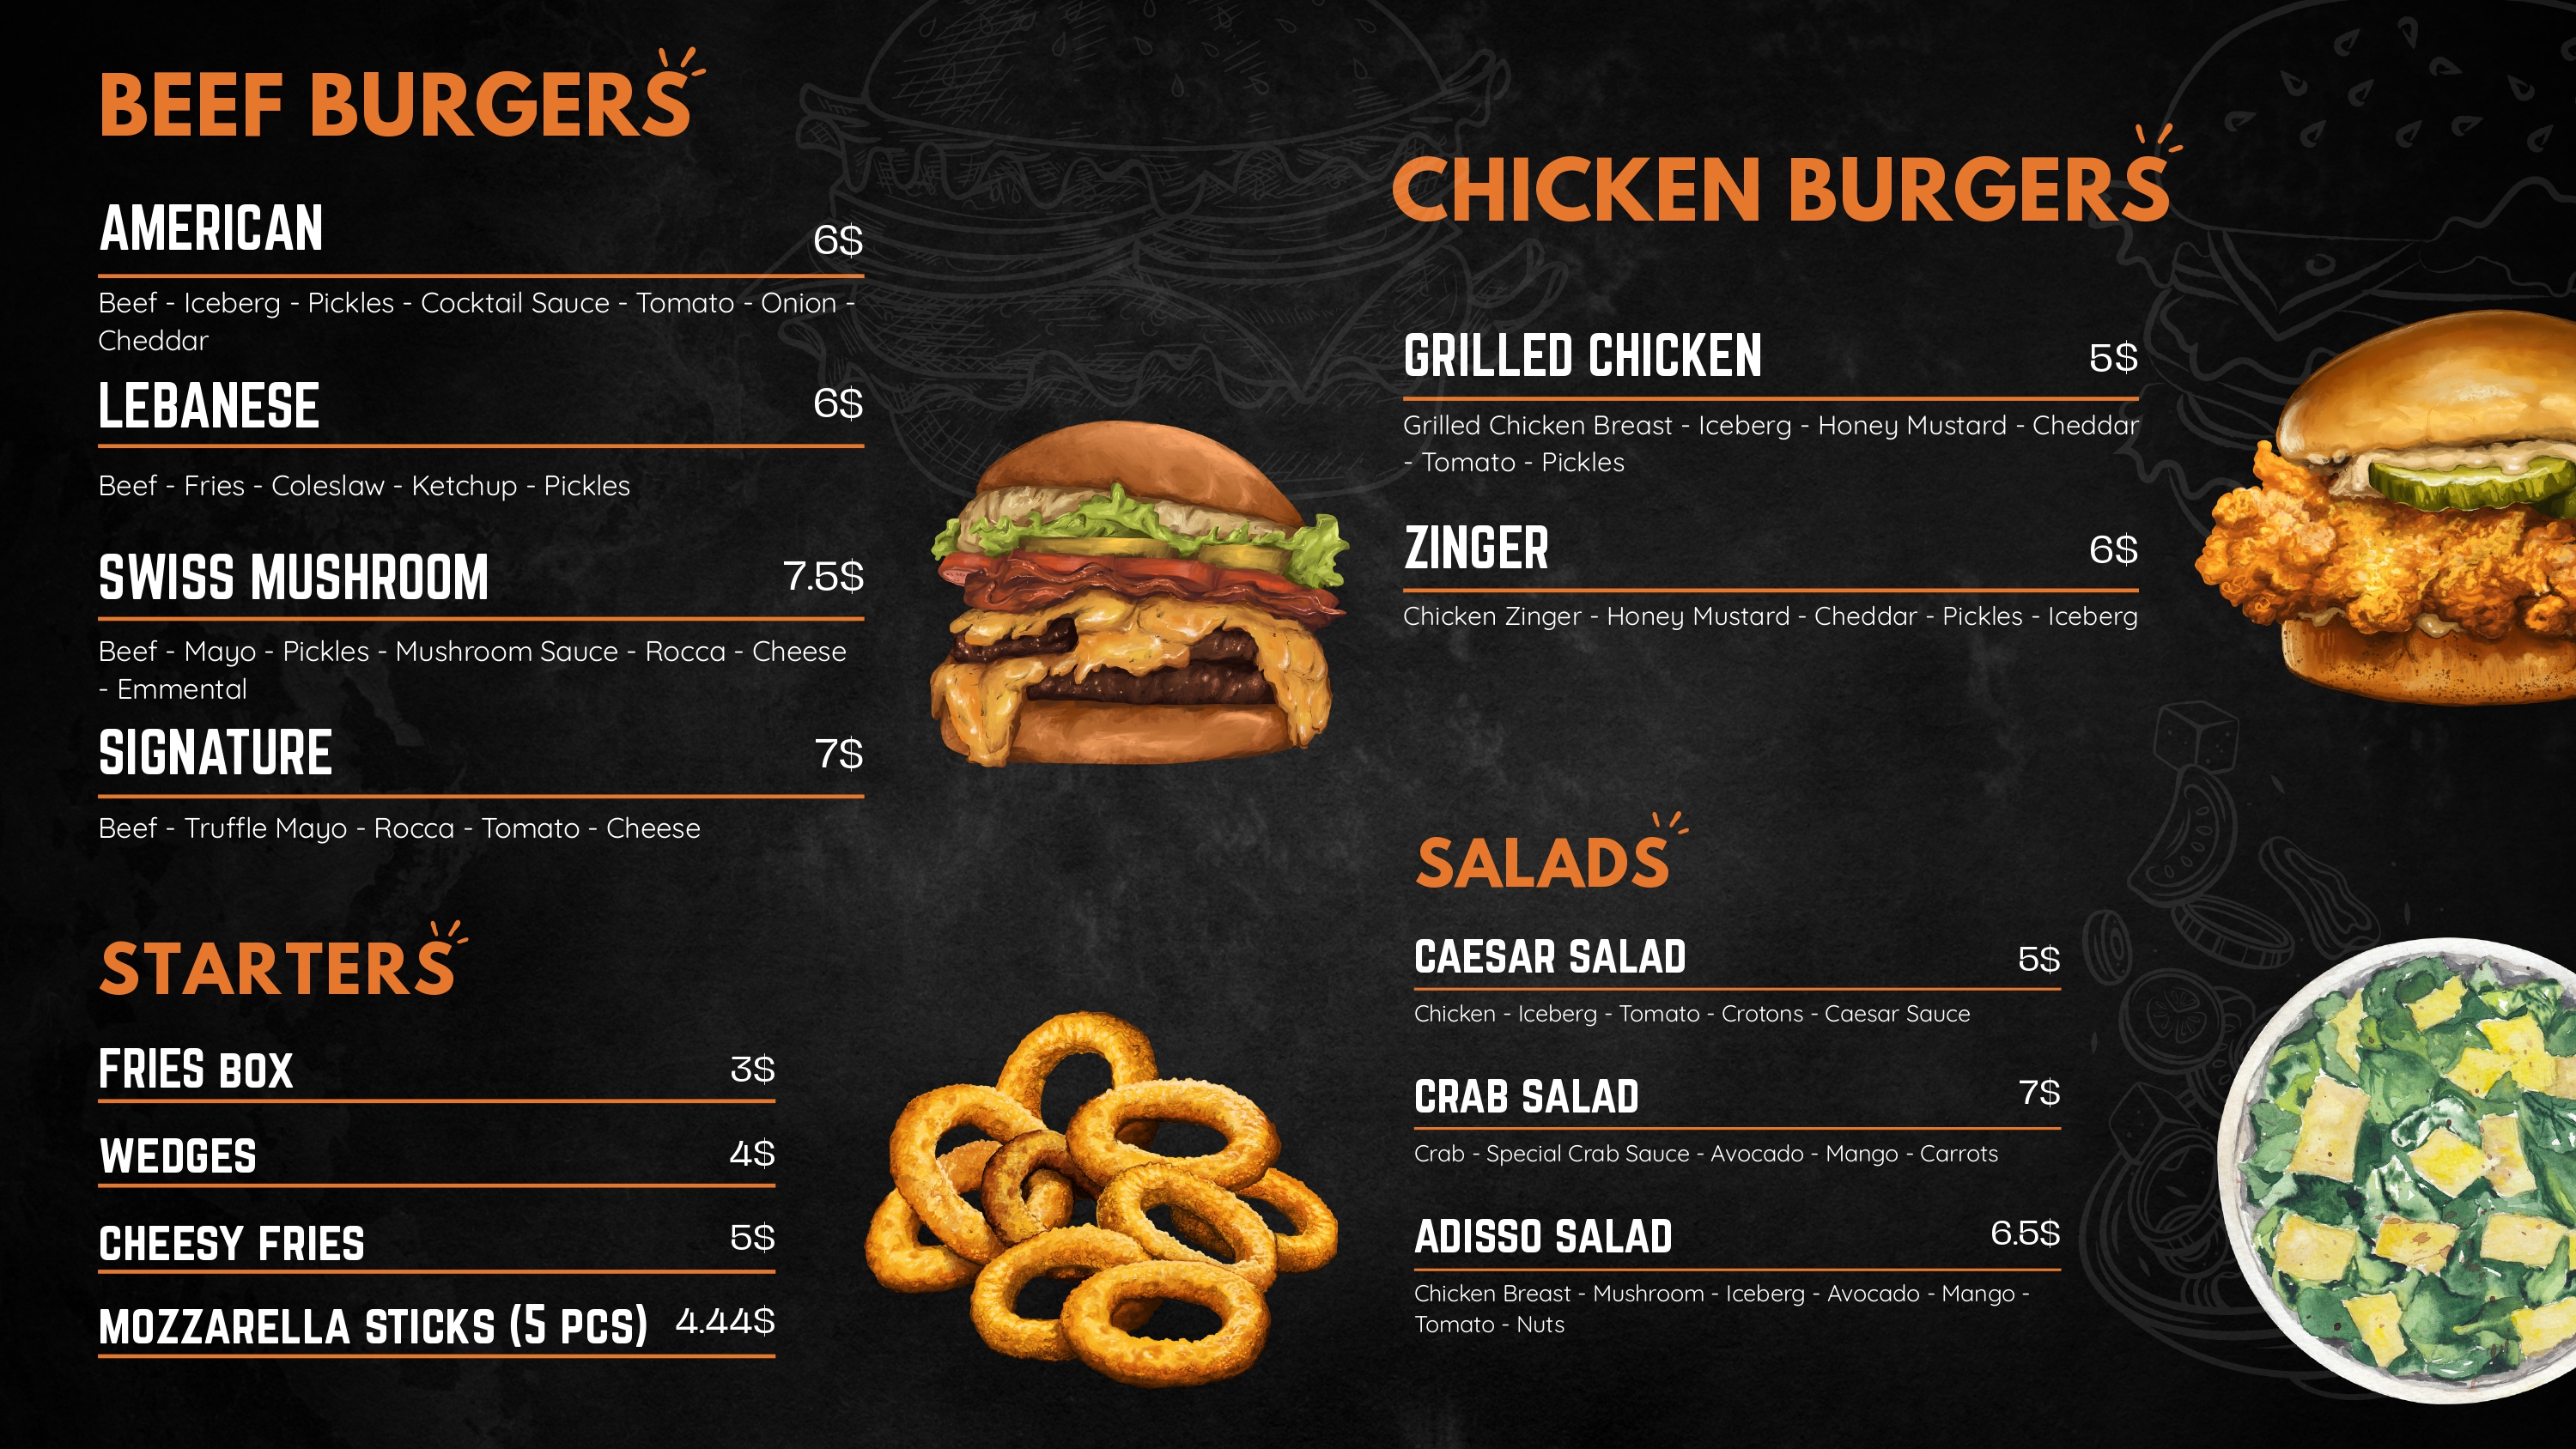 BEEF BURGERS
AMERICAN 6$
Beef - Iceberg - Pickles - Cocktail Sauce - Tomato - Onion -
Cheddar
LEBANESE 6$
Beef - Fries - Coleslaw - Ketchup - Pickles
SWISS MUSHROOM 7.5$
Beef - Mayo - Pickles - Mushroom Sauce - Rocca - Cheese
- Emmental
SIGNATURE 7$
Beef - Truffle Mayo - Rocca - Tomato - Cheese
STARTERS
FRIES BOX 3$
WEDGES 4$
CHEESY FRIES 5$
MOZZARELLA STICKS (5 PCS) 4.44$
CHICKEN BURGERS
GRILLED CHICKEN 5$
Grilled Chicken Breast - Iceberg - Honey Mustard - Cheddar
- Tomato - Pickles
ZINGER 6$
Chicken Zinger - Honey Mustard - Cheddar - Pickles - Iceberg
SALADS
CAESAR SALAD 5$
Chicken - Iceberg - Tomato - Crotons - Caesar Sauce
CRAB SALAD 7$
Crab - Special Crab Sauce - Avocado - Mango - Carrots
ADISSO SALAD 6.5$
Chicken Breast - Mushroom - Iceberg - Avocado - Mango -
Tomato - Nuts